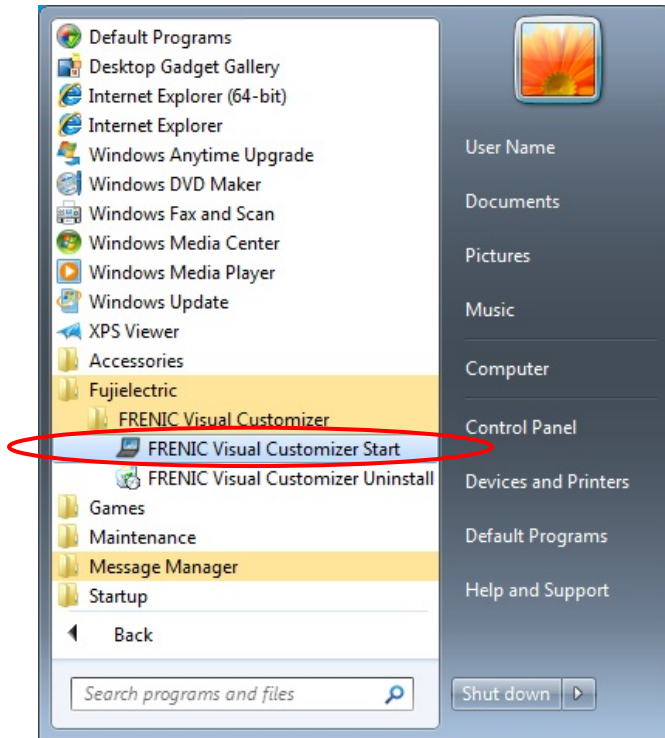 Default Programs
Desktop Gadget Gallery
Internet Explorer (64-bit)
Internet Explorer
Windows Anytime Upgrade
Windows DVD Maker
Windows Fax and Scan
Windows Media Center
Windows Media Player
Windows Update
XPS Viewer
Accessories
Fujielectric
FRENIC Visual Customizer
FRENIC Visual Customizer Start
FRENIC Visual Customizer Uninstall
Games
Maintenance
Message Manager
Startup
Back
Search programs and files
User Name
Documents
Pictures
Music
Computer
Control Panel
Devices and Printers
Default Programs
Help and Support
Shut down